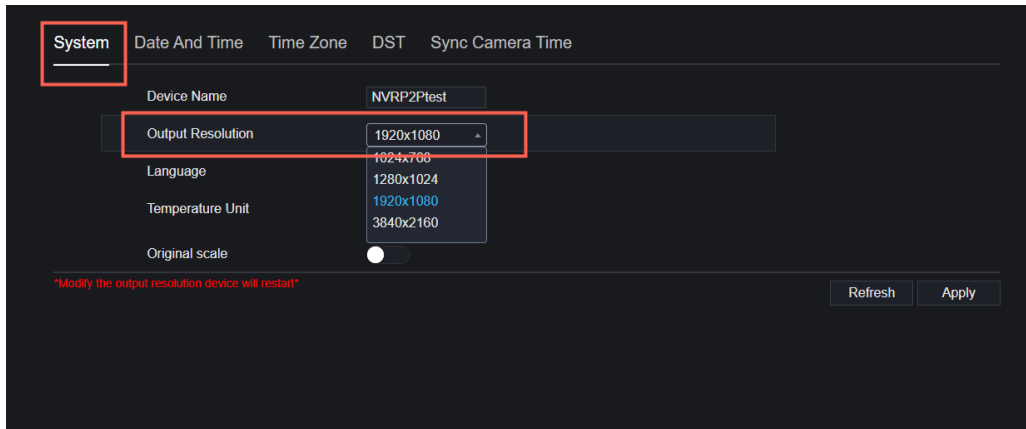 System Date And Time Time Zone DST Sync Camera Time
Device Name NVRP2Ptest
Output Resolution 1920x1080
1024x768
Language
1280x1024
1920x1080
Temperature Unit
3840x2160
Original scale
*Modify the output resolution device will restart*
Refresh Apply